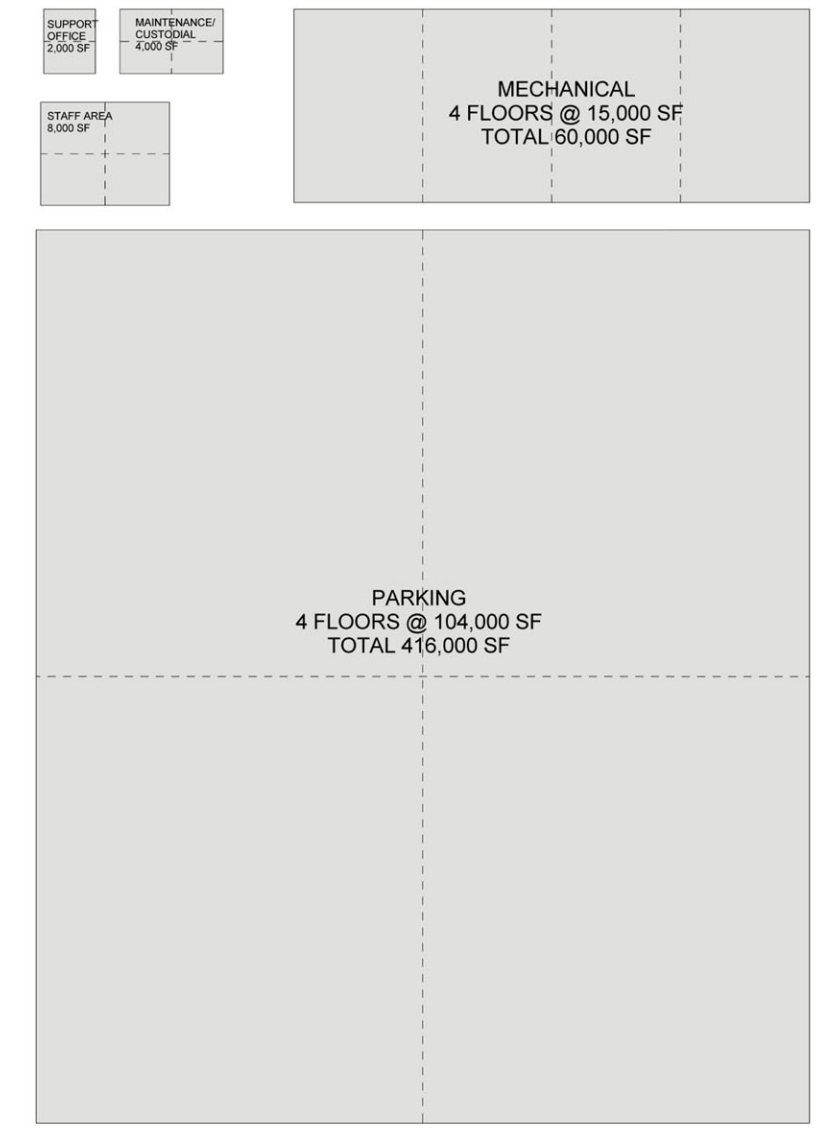 SUPPORT
OFFICE
2,000 SF
MAINTENANCE/
CUSTODIAL
4,000 SF
STAFF AREA
8,000 SF
MECHANICAL
4 FLOORS @ 15,000 SF
TOTAL 60,000 SF
PARKING
4 FLOORS @ 104,000 SF
TOTAL 416,000 SF